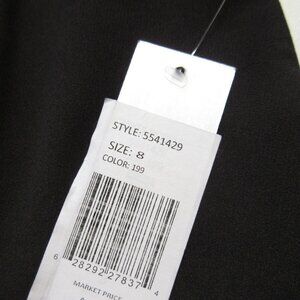 STYLE: 5541429
SIZE: 8
COLOR: 199
6 28292 27837 4
MARKET PRICE